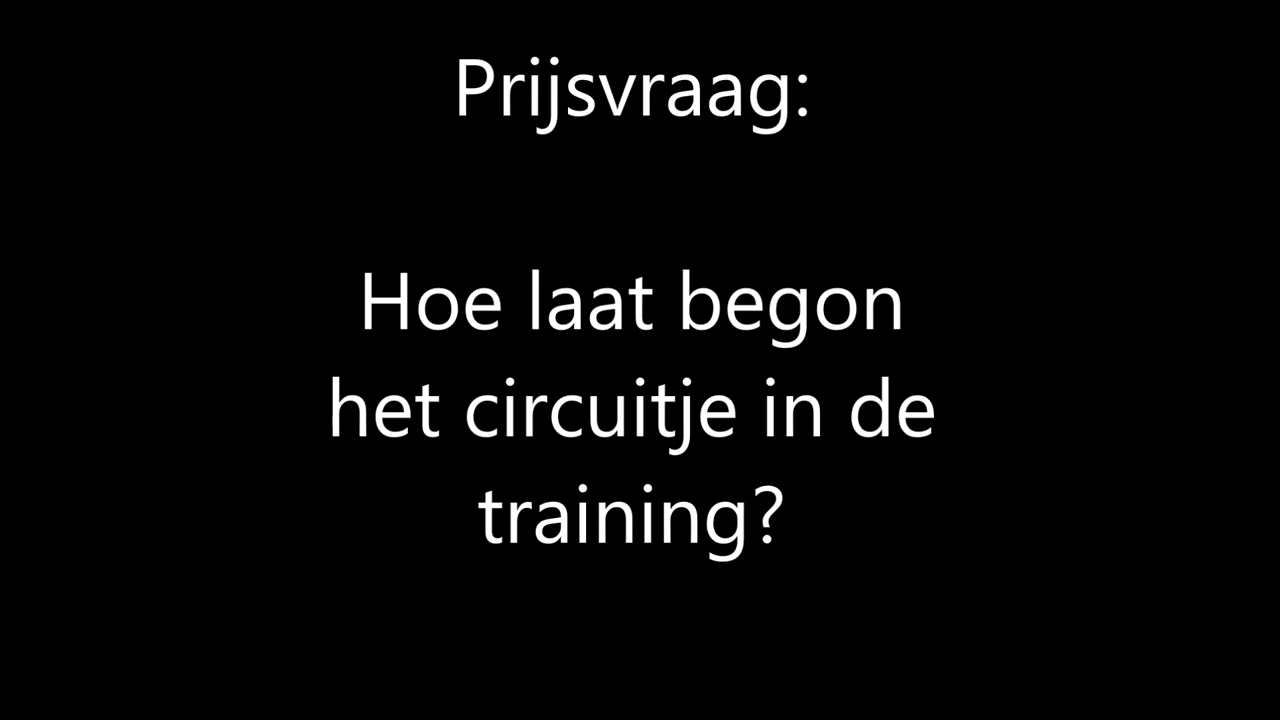 Prijsvraag:
Hoe laat begon
het circuitje in de
training?